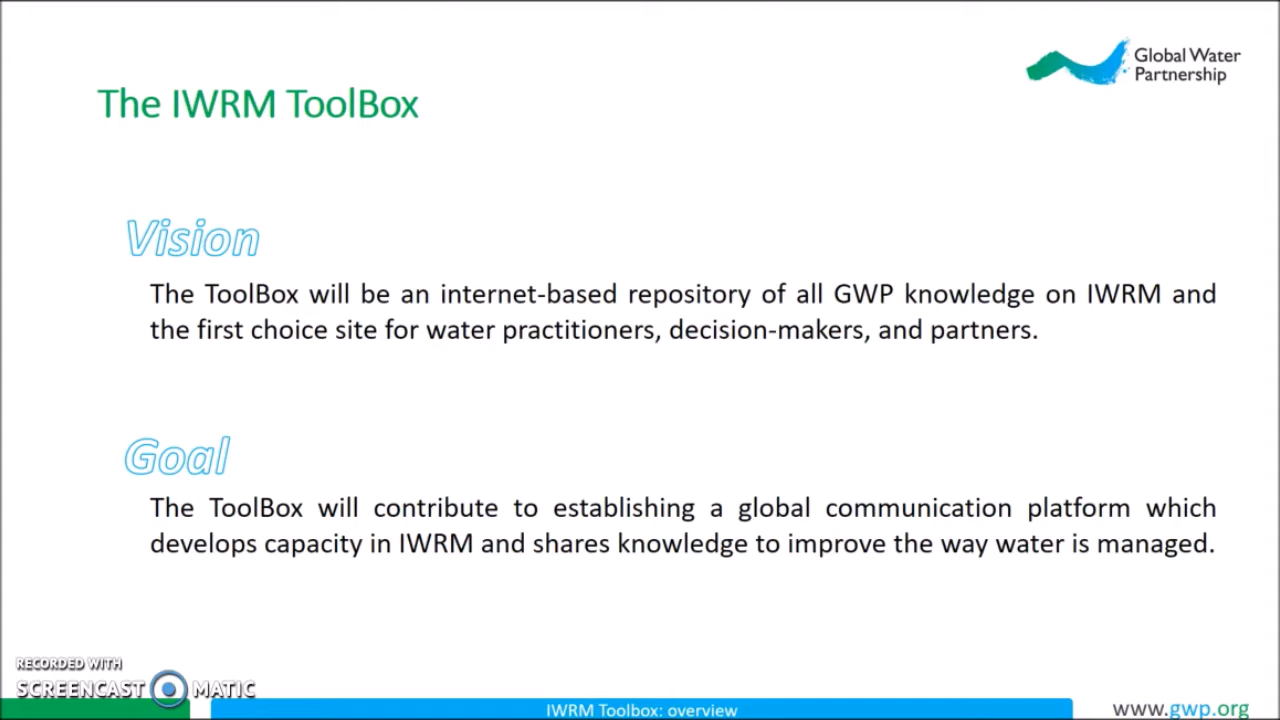 Global Water
Partnership
The IWRM ToolBox
Vision
The ToolBox will be an internet-based repository of all GWP knowledge on IWRM and
the first choice site for water practitioners, decision-makers, and partners.
Goal
The ToolBox will contribute to establishing a global communication platform which
develops capacity in IWRM and shares knowledge to improve the way water is managed.
RECORDED WITH
SCREENCAST MATIC
IWRM Toolbox: overview
www.gwp.org